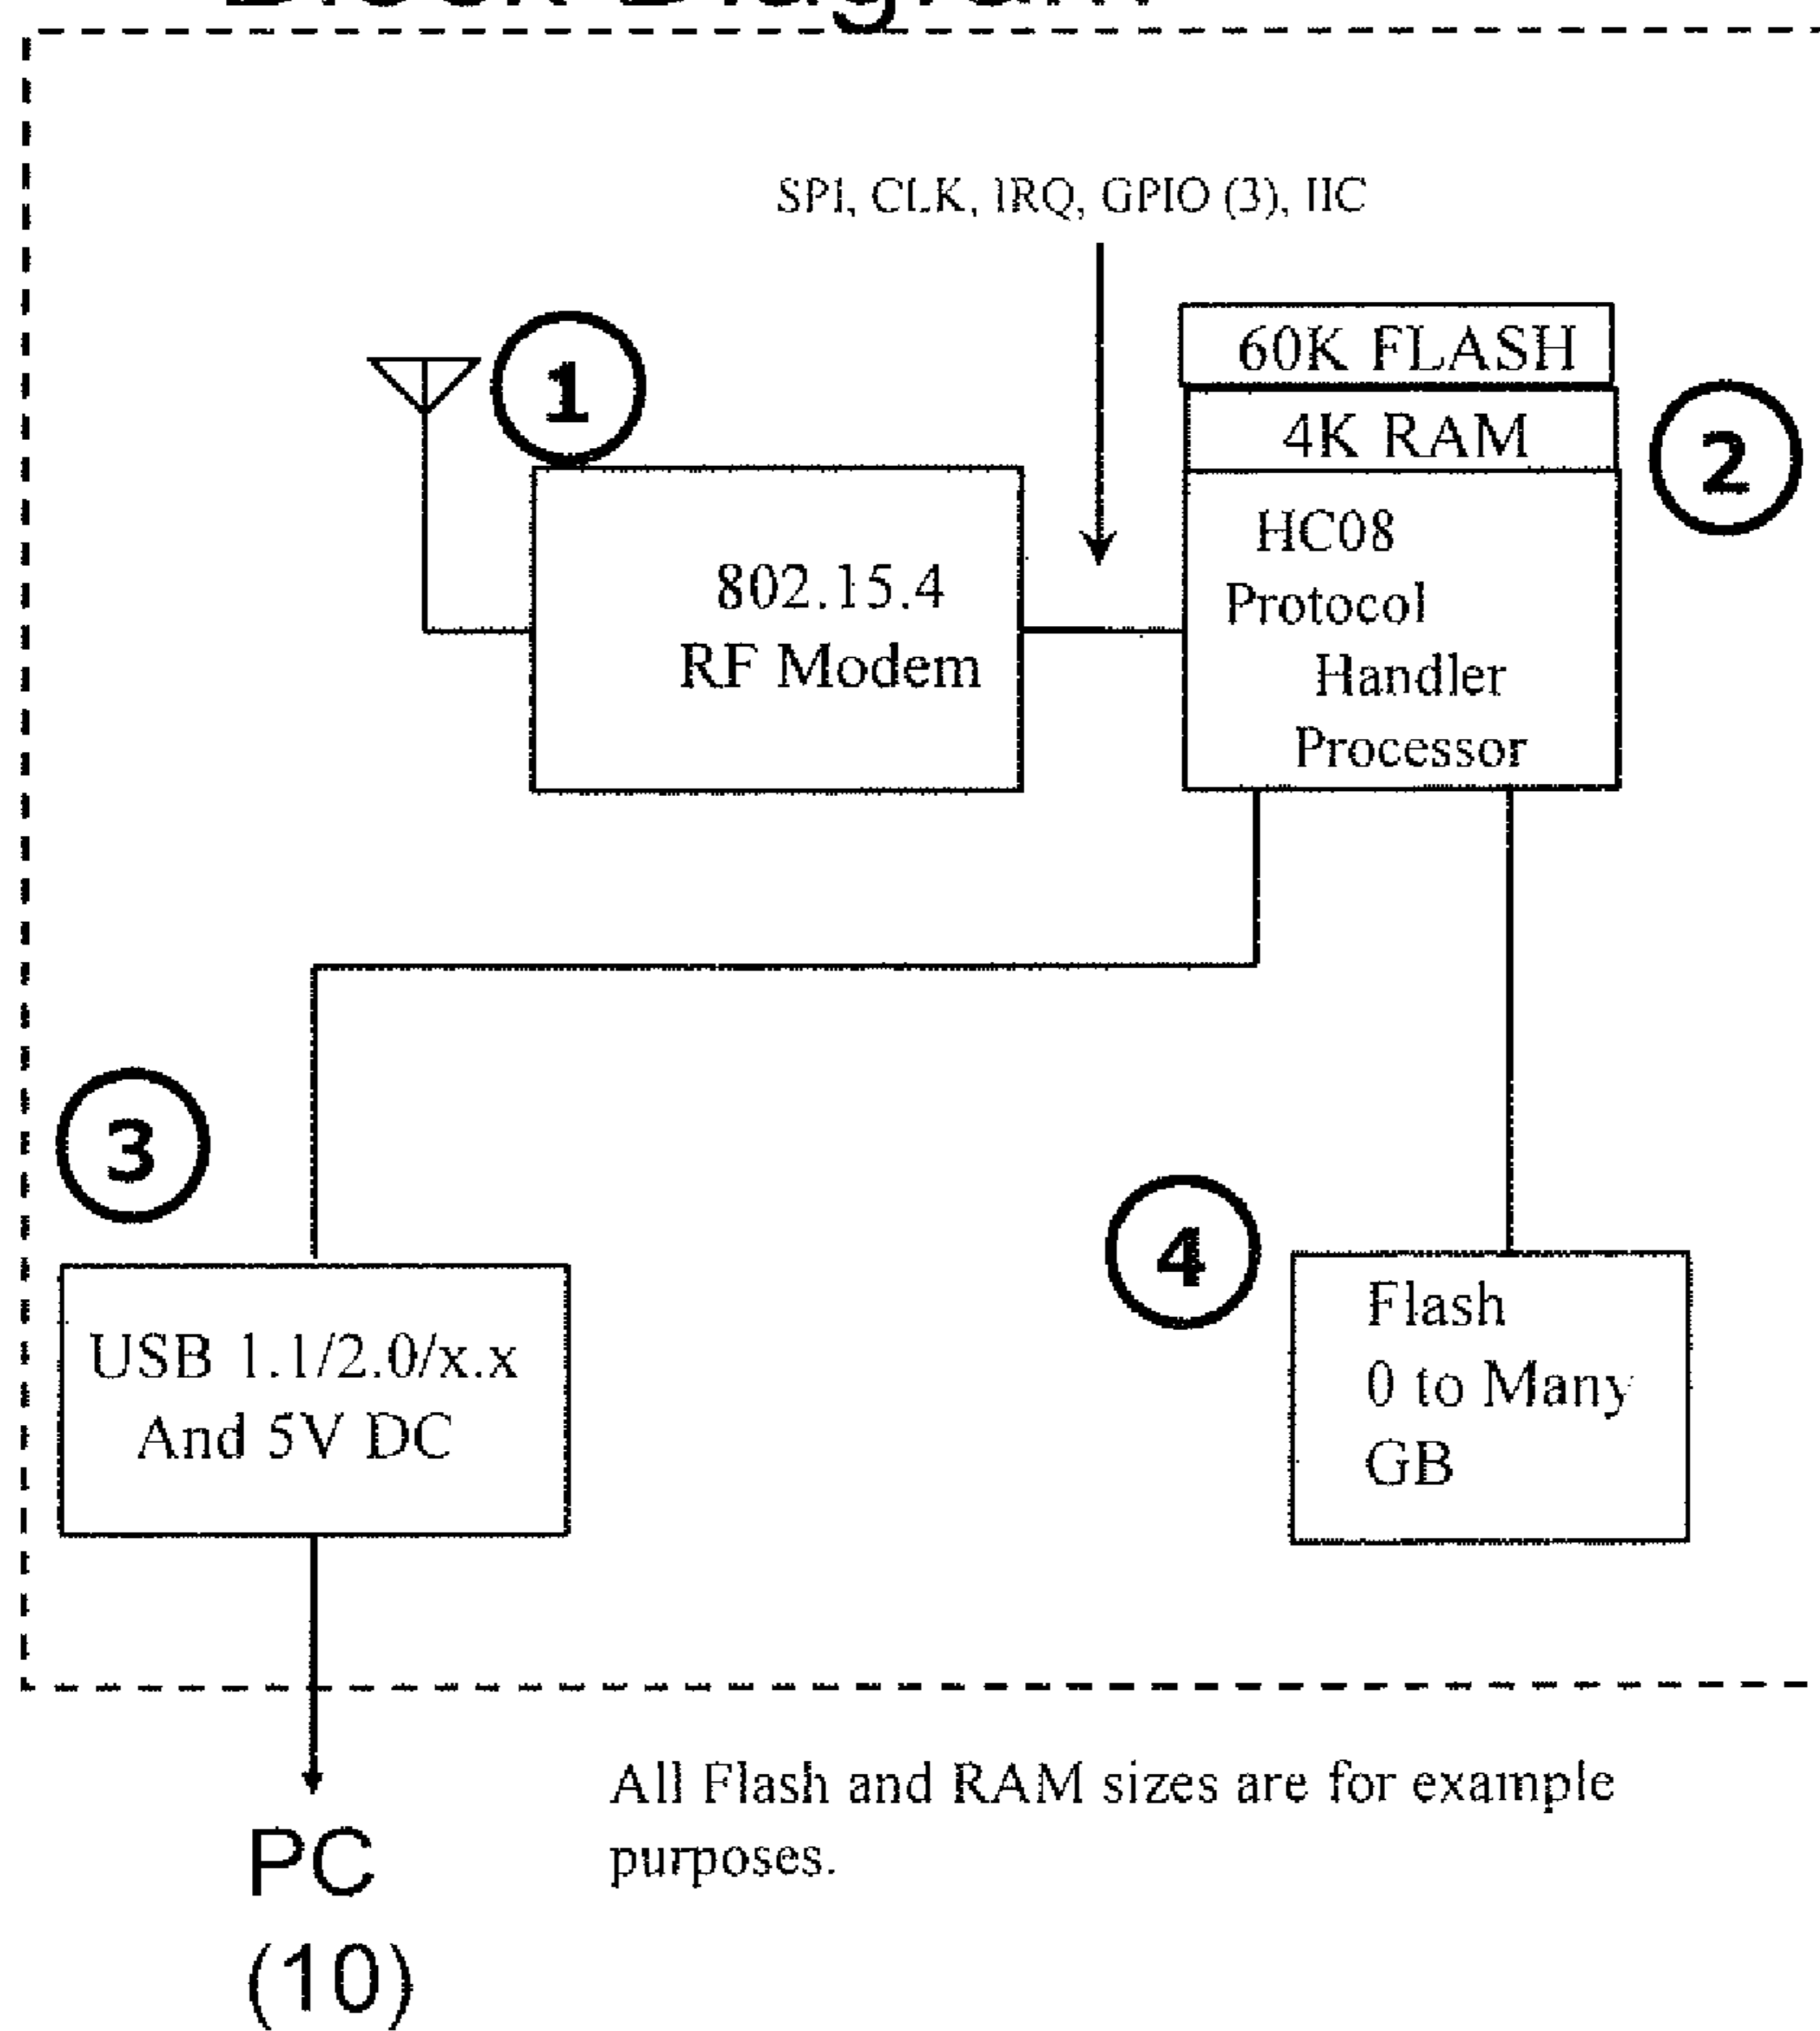 Block Diagram
SPI, CLK, IRQ, GPIO (3), IIC
1
60K FLASH
4K RAM
2
802.15.4
RF Modem
HC08
Protocol
Handler
Processor
3
4
USB 1.1/2.0/x.x
And 5V DC
Flash
0 to Many
GB
All Flash and RAM sizes are for example
purposes.
PC
(10)